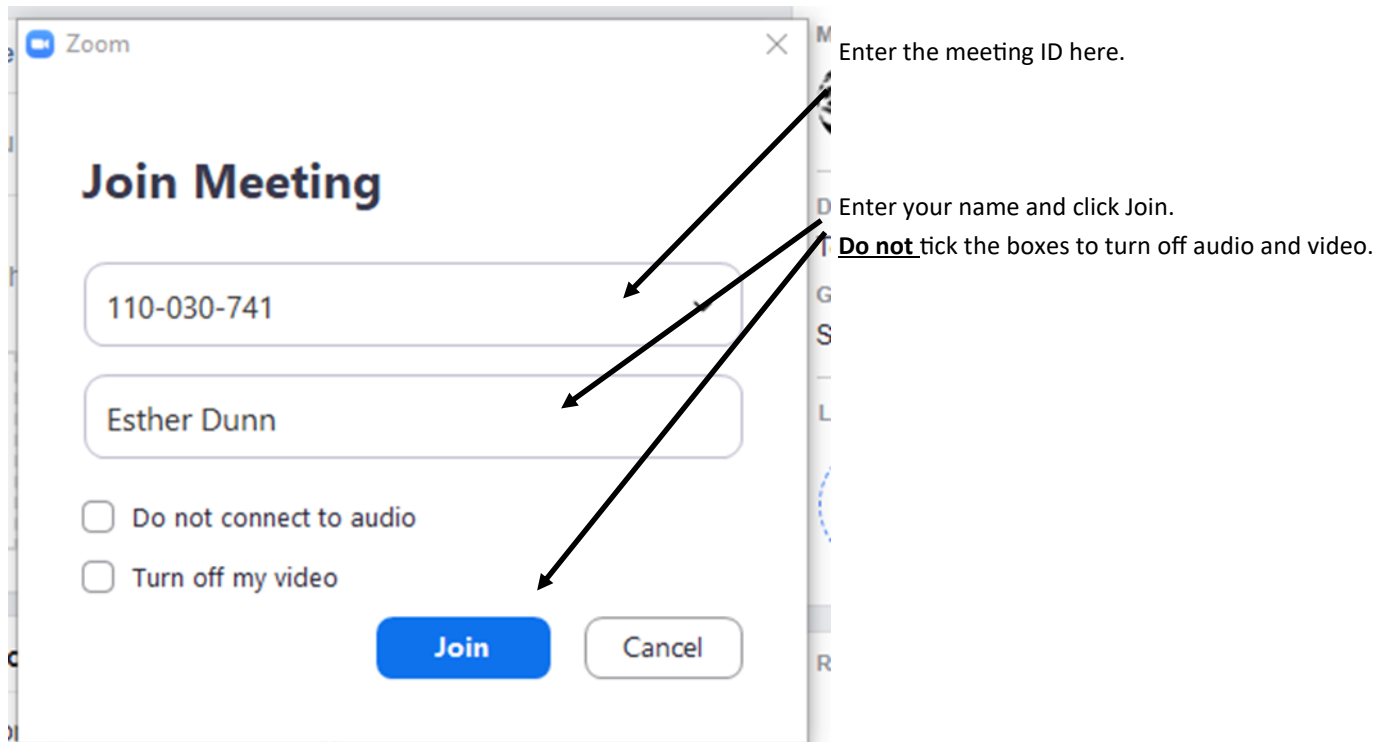 Zoom
Enter the meeting ID here.
Join Meeting
Enter your name and click Join.
Do not tick the boxes to turn off audio and video.
110-030-741
Esther Dunn
Do not connect to audio
Turn off my video
Join
Cancel